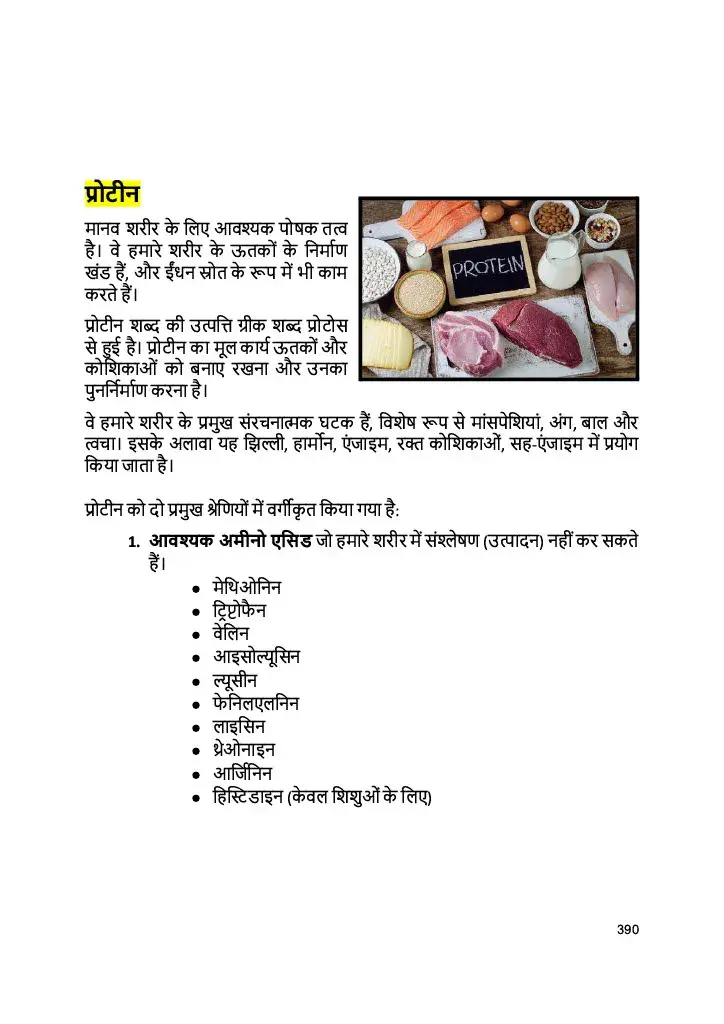 प्रोटीन
मानव शरीर के लिए आवश्यक पोषक तत्व
है। वे हमारे शरीर के ऊतकों के निर्माण
खंड हैं, और ईंधन स्रोत के रूप में भी काम
करते हैं।
प्रोटीन शब्द की उत्पत्ति ग्रीक शब्द प्रोटोस
से हुई है। प्रोटीन का मूल कार्य ऊतकों और
कोशिकाओं को बनाए रखना और उनका
पुनर्निर्माण करना है।
PROTEIN
वे हमारे शरीर के प्रमुख संरचनात्मक घटक हैं, विशेष रूप से मांसपेशियां, अंग, बाल और
त्वचा। इसके अलावा यह झिल्ली, हार्मोन, एंजाइम, रक्त कोशिकाओं, सह-एंजाइम में प्रयोग
किया जाता है।
प्रोटीन को दो प्रमुख श्रेणियों में वर्गीकृत किया गया है:
1. आवश्यक अमीनो एसिड जो हमारे शरीर में संश्लेषण (उत्पादन) नहीं कर सकते
हैं।
● मेथिओनिन
● ट्रिप्टोफैन
● वेलिन
● आइसोल्यूसिन
● ल्यूसीन
● फेनिलएलनिन
● लाइसिन
● थ्रेओनाइन
● आर्जिनिन
● हिस्टिडाइन (केवल शिशुओं के लिए)
390